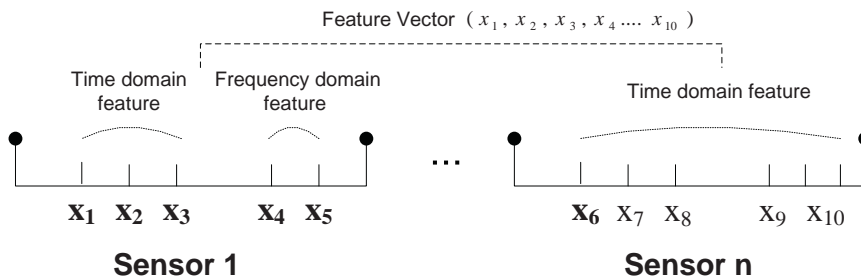 Feature Vector ( x₁ , x₂ , x₃ , x₄ .... x₁₀ )
Time domain feature
Frequency domain feature
Time domain feature
...
x₁ x₂ x₃ x₄ x₅ x₆ x₇ x₈ x₉ x₁₀
Sensor 1
Sensor n